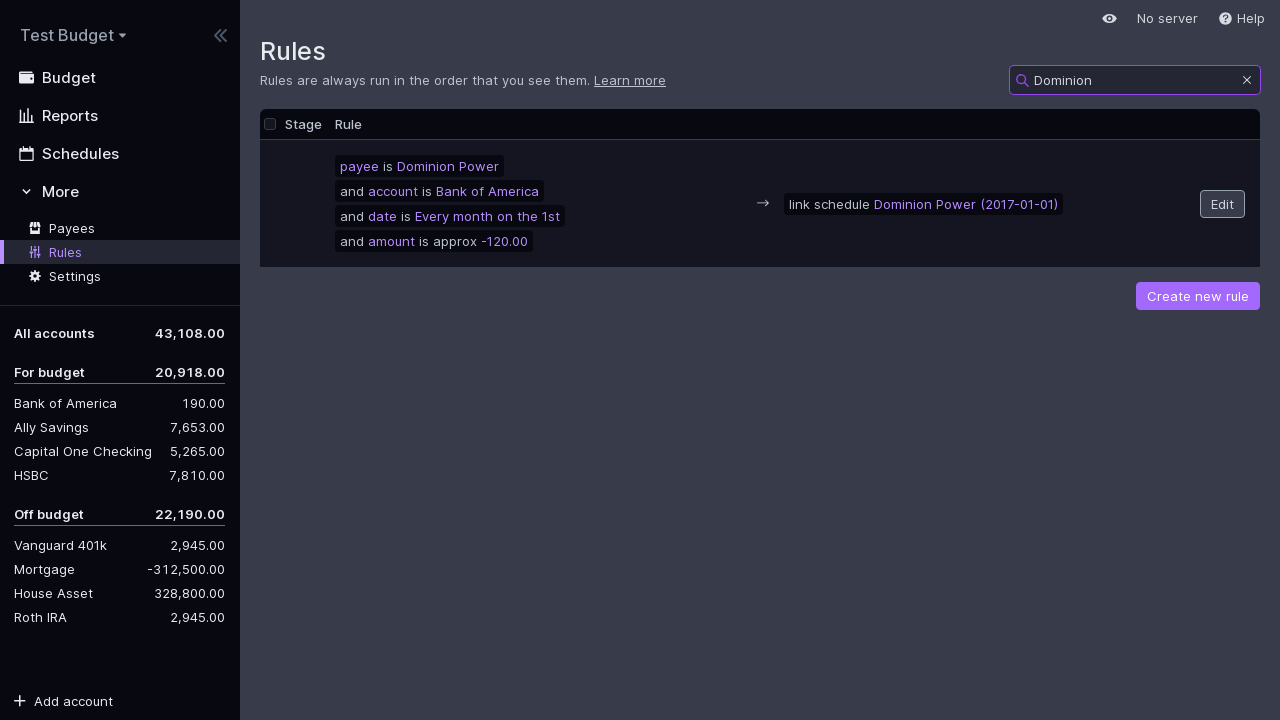 Test Budget
Budget
Reports
Schedules
More
Payees
Rules
Settings
All accounts 43,108.00
For budget 20,918.00
Bank of America 190.00
Ally Savings 7,653.00
Capital One Checking 5,265.00
HSBC 7,810.00
Off budget 22,190.00
Vanguard 401k 2,945.00
Mortgage -312,500.00
House Asset 328,800.00
Roth IRA 2,945.00
Add account
No server Help
Rules
Rules are always run in the order that you see them. Learn more
Dominion
Stage Rule
payee is Dominion Power
and account is Bank of America
and date is Every month on the 1st
and amount is approx -120.00
→ link schedule Dominion Power (2017-01-01)
Edit
Create new rule